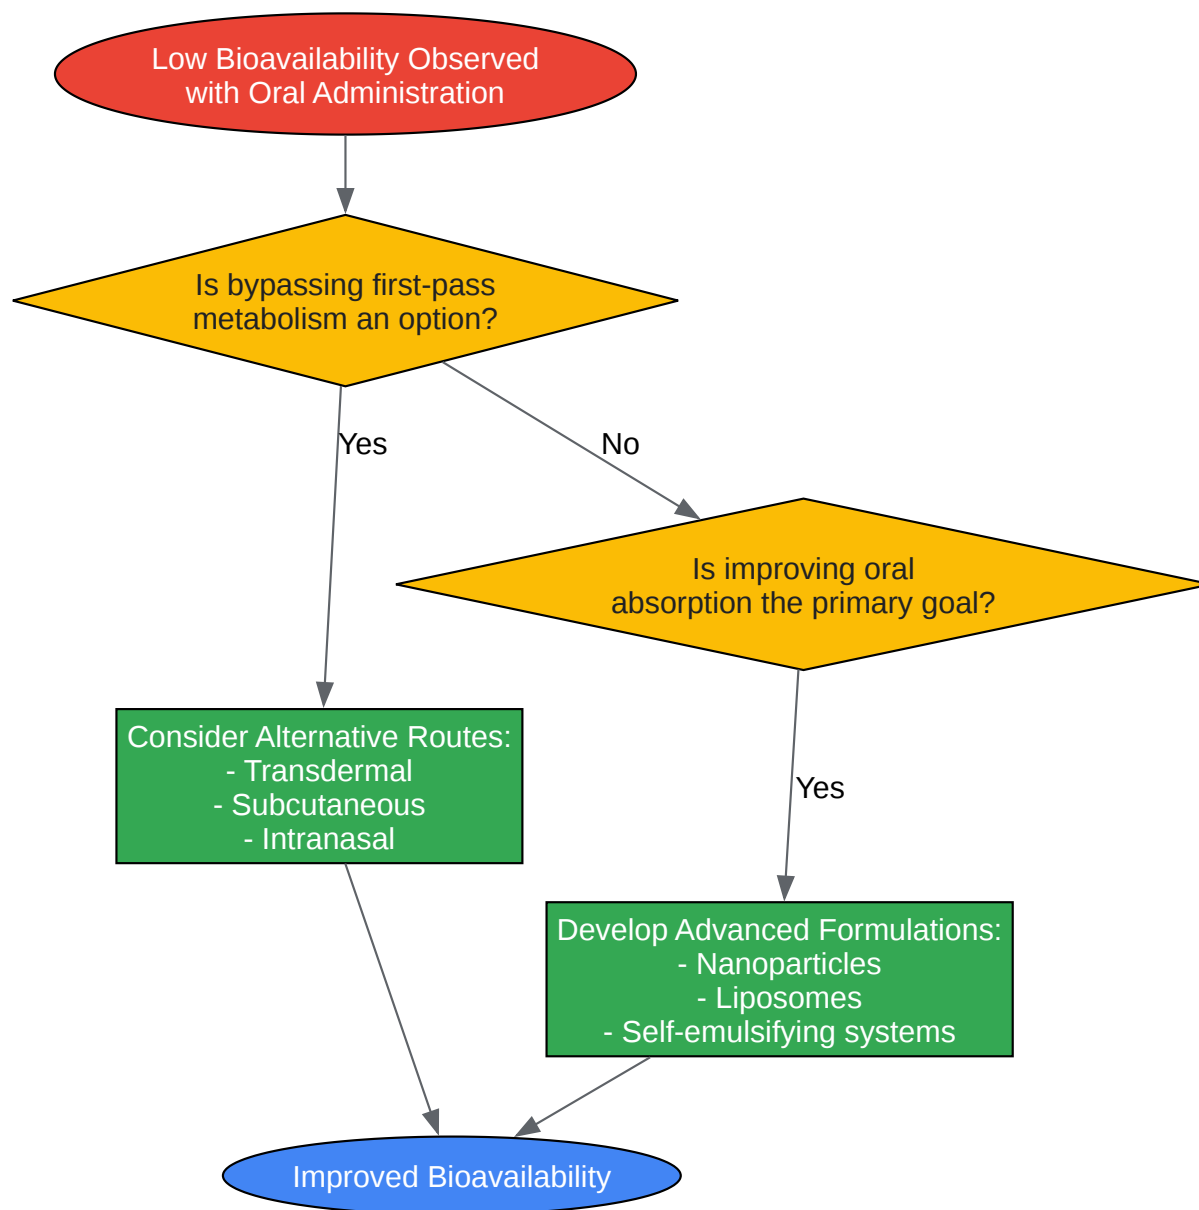 Low Bioavailability Observed
with Oral Administration
Is bypassing first-pass
metabolism an option?
Yes
No
Is improving oral
absorption the primary goal?
Consider Alternative Routes:
- Transdermal
- Subcutaneous
- Intranasal
Yes
Develop Advanced Formulations:
- Nanoparticles
- Liposomes
- Self-emulsifying systems
Improved Bioavailability